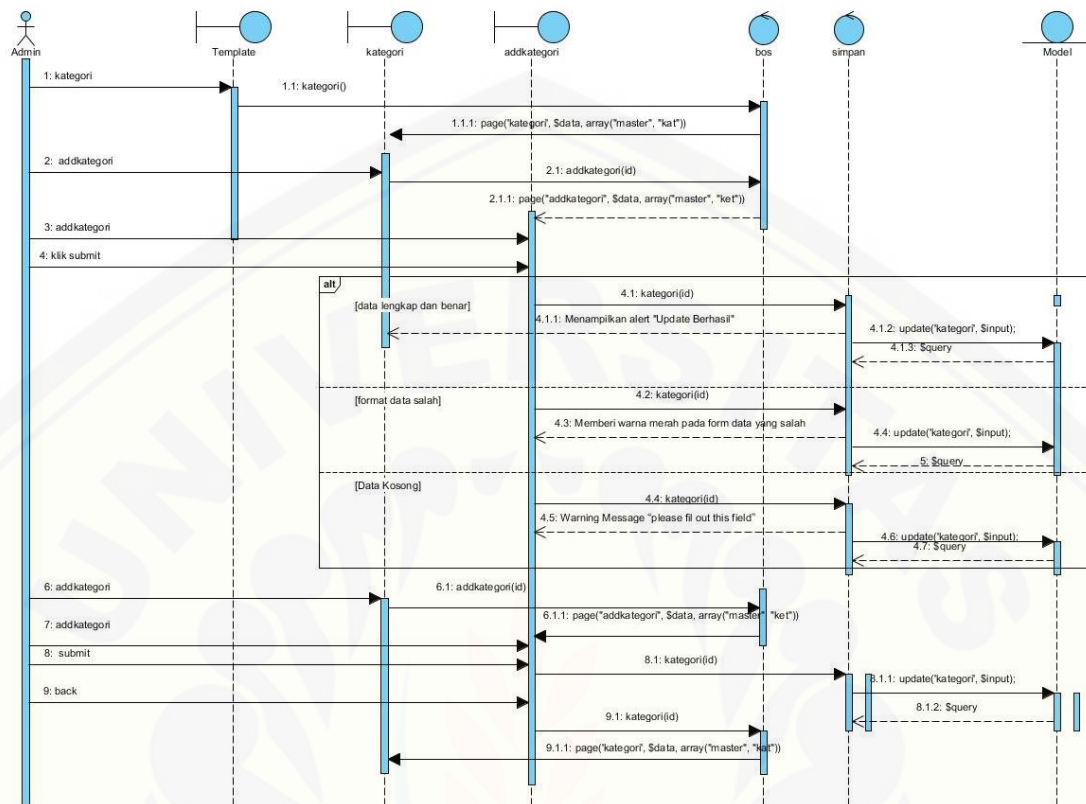 Admin
Template
kategori
addkategori
bos
simpan
Model
1: kategori
1.1: kategori()
1.1.1: page('kategori', $data, array("master", "kat"))
2: addkategori
2.1: addkategori(id)
2.1.1: page("addkategori", $data, array("master", "ket"))
3: addkategori
4: klik submit
alt
[data lengkap dan benar]
4.1: kategori(id)
4.1.1: Menampilkan alert "Update Berhasil"
4.1.2: update('kategori', $input);
4.1.3: $query
[format data salah]
4.2: kategori(id)
4.3: Memberi warna merah pada form data yang salah
4.4: update('kategori', $input);
5: $query
[Data Kosong]
4.4: kategori(id)
4.5: Warning Message "please fil out this field"
4.6: update('kategori', $input);
4.7: $query
6: addkategori
6.1: addkategori(id)
6.1.1: page("addkategori", $data, array("master", "ket"))
7: addkategori
8: submit
8.1: kategori(id)
8.1.1: update('kategori', $input);
8.1.2: $query
9: back
9.1: kategori(id)
9.1.1: page('kategori', $data, array("master", "kat"))
UNIVERSITAS